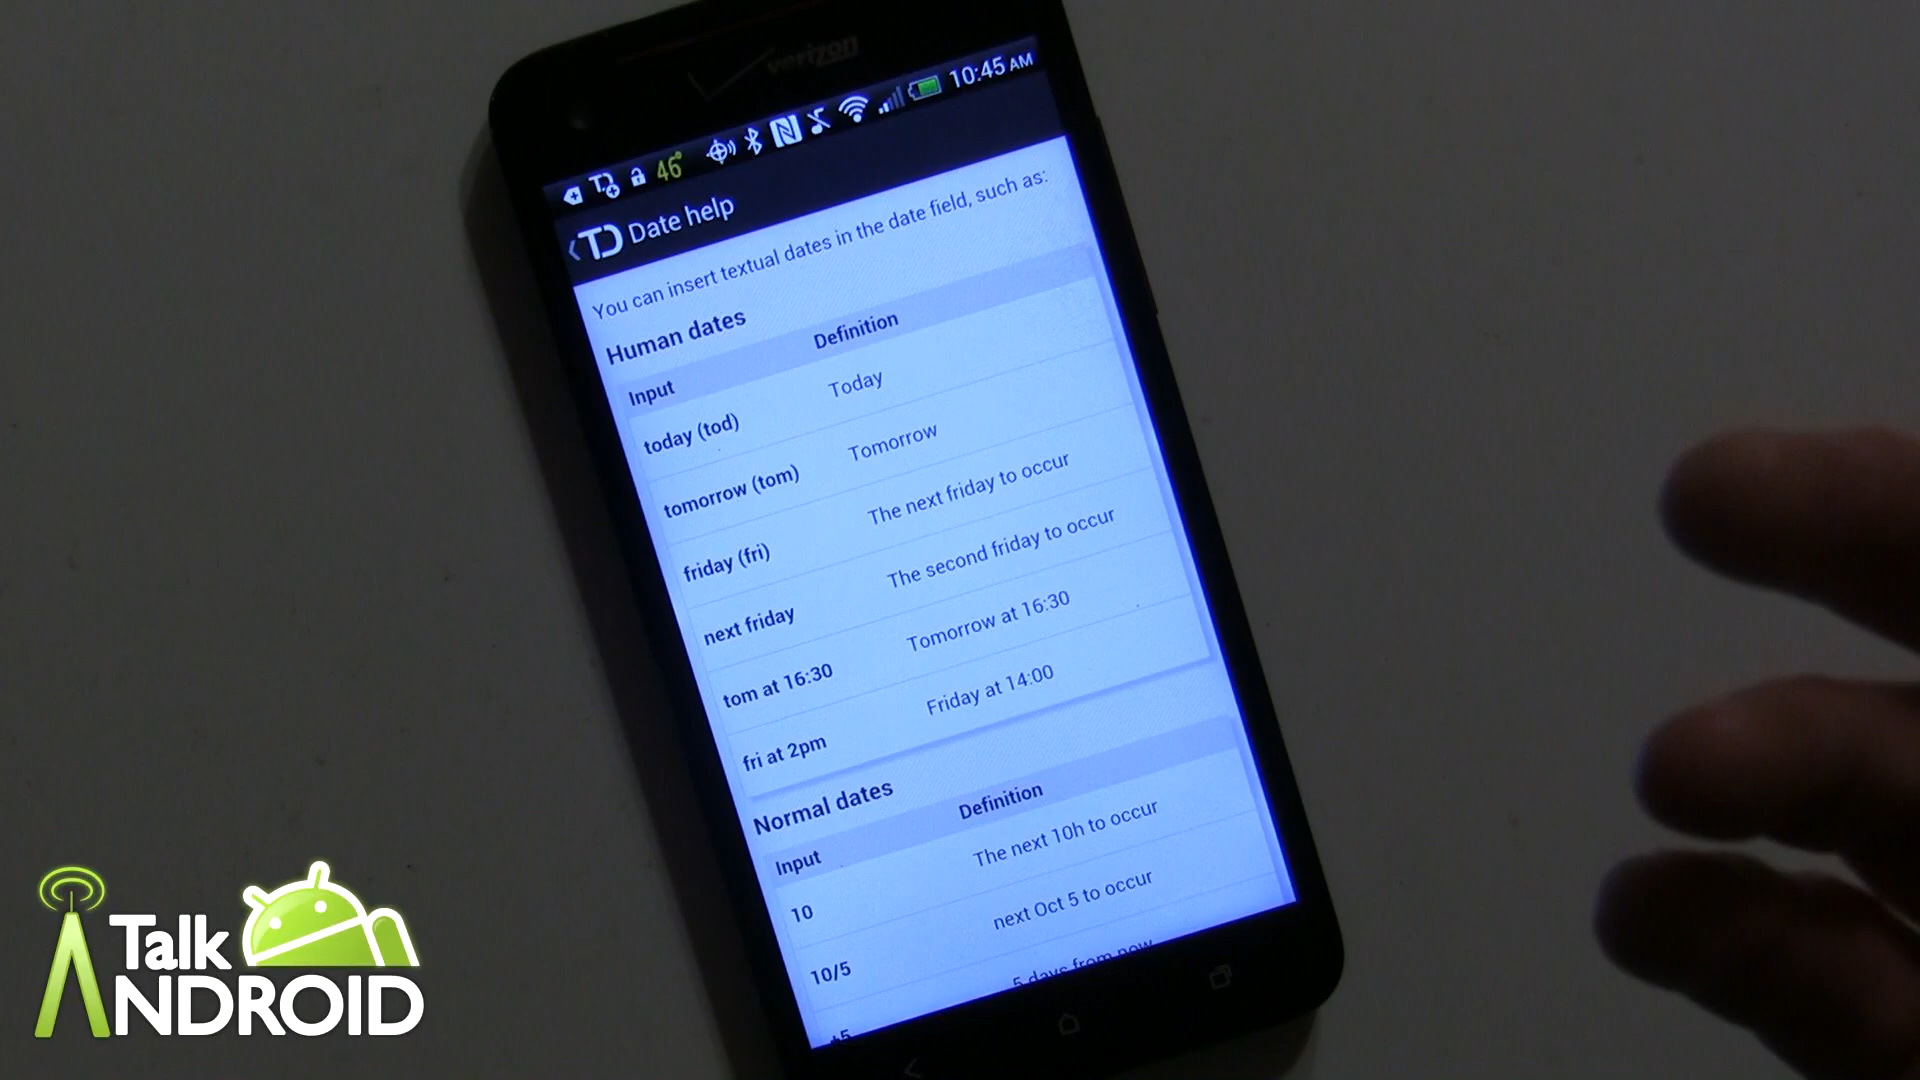 verizon
46° 10:45 AM
TD Date help
You can insert textual dates in the date field, such as:
Human dates
Input Definition
today (tod) Today
tomorrow (tom) Tomorrow
friday (fri) The next friday to occur
next friday The second friday to occur
tom at 16:30 Tomorrow at 16:30
fri at 2pm Friday at 14:00
Normal dates
Input Definition
10 The next 10h to occur
10/5 next Oct 5 to occur
+5 5 days from now
Talk
ANDROID